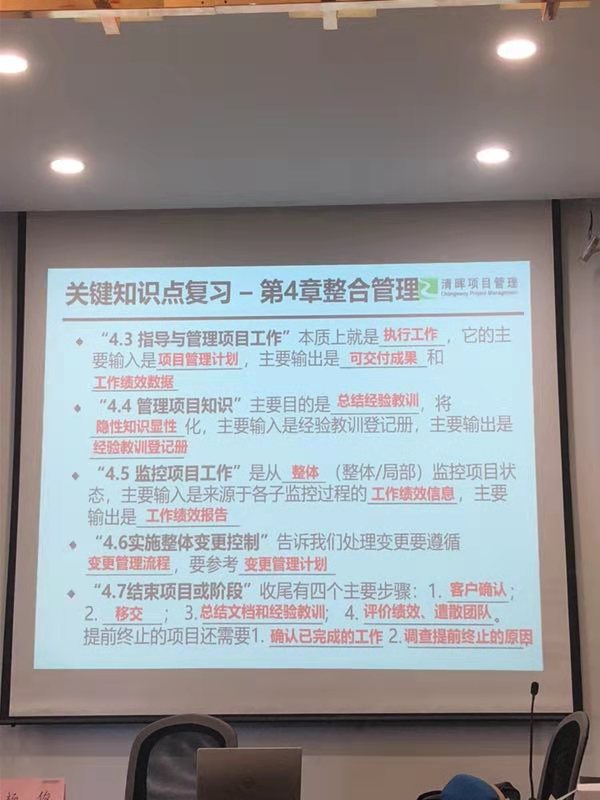 关键知识点复习 – 第4章整合管理
清晖项目管理
Changeway Project Management
◆ “4.3 指导与管理项目工作” 本质上就是 执行工作 ，它的主
要输入是项目管理计划，主要输出是 可交付成果 和
工作绩效数据
◆ “4.4 管理项目知识” 主要目的是 总结经验教训，将
隐性知识显性 化，主要输入是经验教训登记册，主要输出是
经验教训登记册
◆ “4.5 监控项目工作” 是从 整体 （整体/局部）监控项目状
态，主要输入是来源于各子监控过程的 工作绩效信息，主要
输出是 工作绩效报告
◆ “4.6实施整体变更控制” 告诉我们处理变更要遵循
变更管理流程，要参考 变更管理计划
◆ “4.7结束项目或阶段” 收尾有四个主要步骤：1. 客户确认；
2. 移交 ； 3.总结文档和经验教训； 4. 评价绩效、遣散团队。
提前终止的项目还需要1. 确认已完成的工作 2.调查提前终止的原因